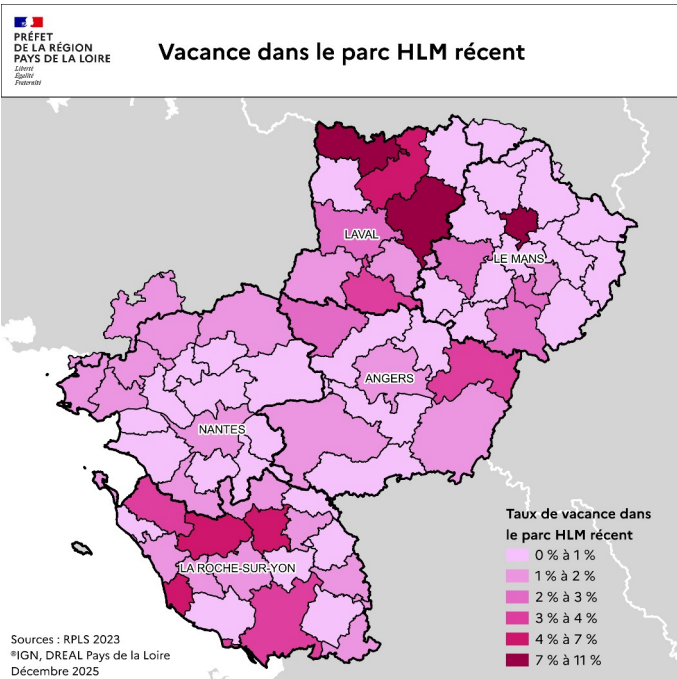 PRÉFET
DE LA RÉGION
PAYS DE LA LOIRE
Liberté
Égalité
Fraternité
Vacance dans le parc HLM récent
LAVAL
LE MANS
ANGERS
NANTES
LA ROCHE-SUR-YON
Taux de vacance dans
le parc HLM récent
0 % à 1 %
1 % à 2 %
2 % à 3 %
3 % à 4 %
4 % à 7 %
7 % à 11 %
Sources : RPLS 2023
®IGN, DREAL Pays de la Loire
Décembre 2025